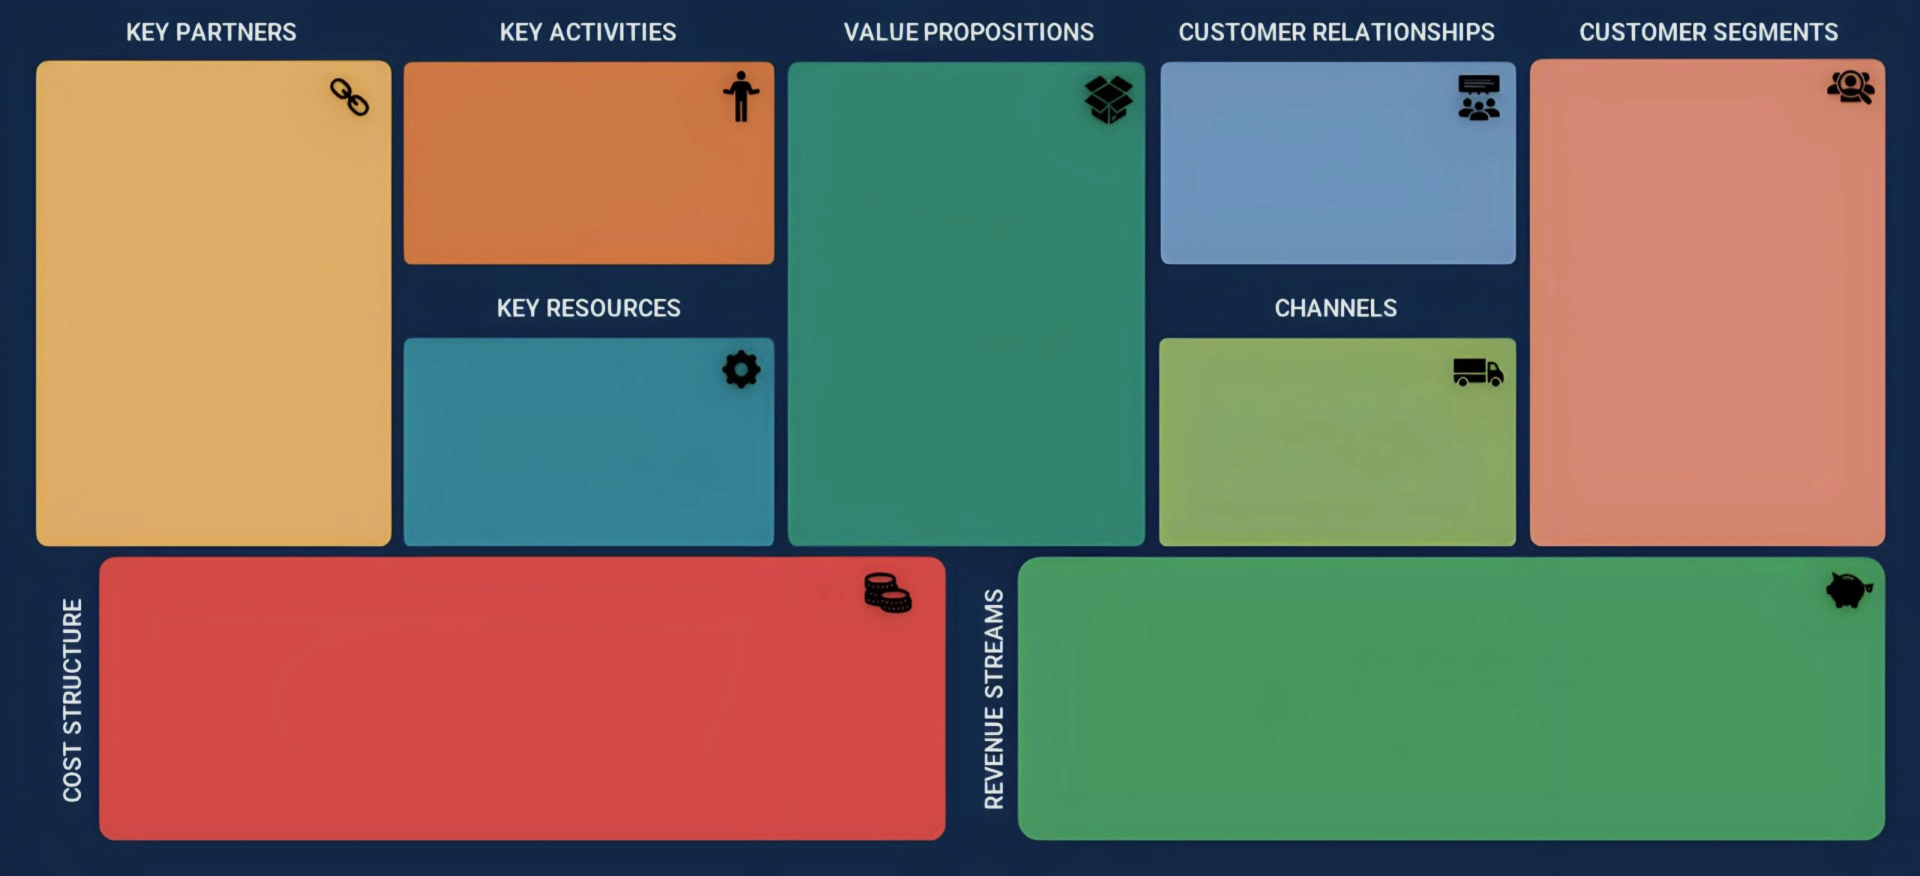 KEY PARTNERS
KEY ACTIVITIES
VALUE PROPOSITIONS
CUSTOMER RELATIONSHIPS
CUSTOMER SEGMENTS
KEY RESOURCES
CHANNELS
COST STRUCTURE
REVENUE STREAMS